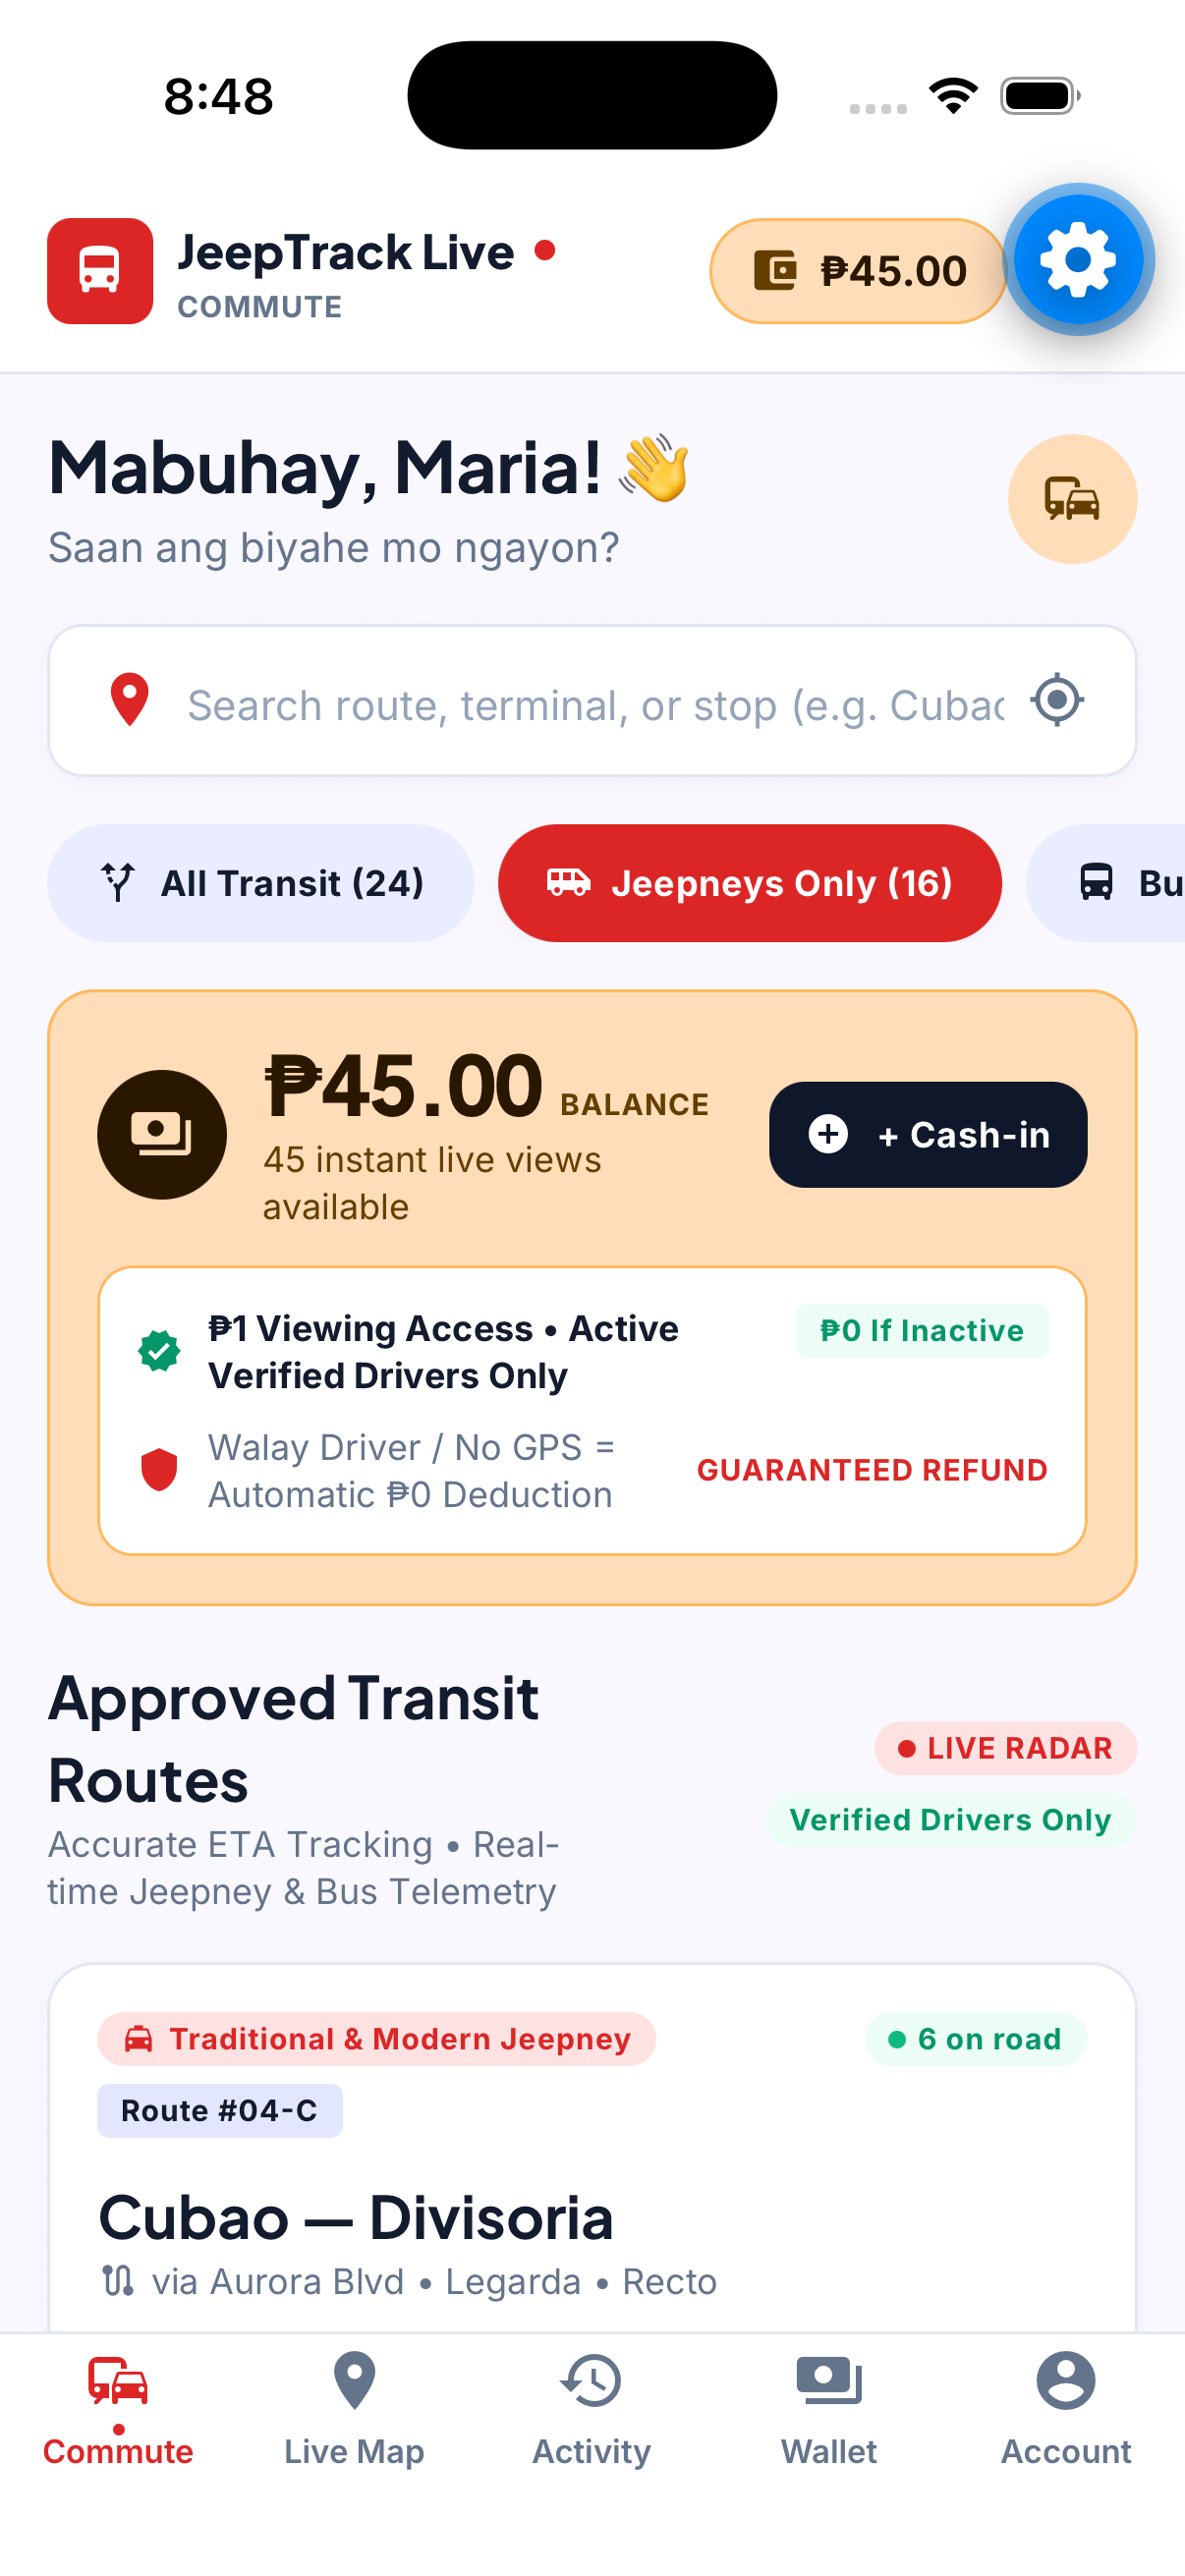 8:48
JeepTrack Live
COMMUTE
₱45.00
Mabuhay, Maria! 👋
Saan ang biyahe mo ngayon?
Search route, terminal, or stop (e.g. Cubao
All Transit (24)
Jeepneys Only (16)
Bu
₱45.00 BALANCE
45 instant live views
available
+ Cash-in
₱1 Viewing Access • Active
Verified Drivers Only
₱0 If Inactive
Walay Driver / No GPS =
Automatic ₱0 Deduction
GUARANTEED REFUND
Approved Transit
Routes
Accurate ETA Tracking • Real-
time Jeepney & Bus Telemetry
LIVE RADAR
Verified Drivers Only
Traditional & Modern Jeepney
6 on road
Route #04-C
Cubao — Divisoria
via Aurora Blvd • Legarda • Recto
Commute
Live Map
Activity
Wallet
Account